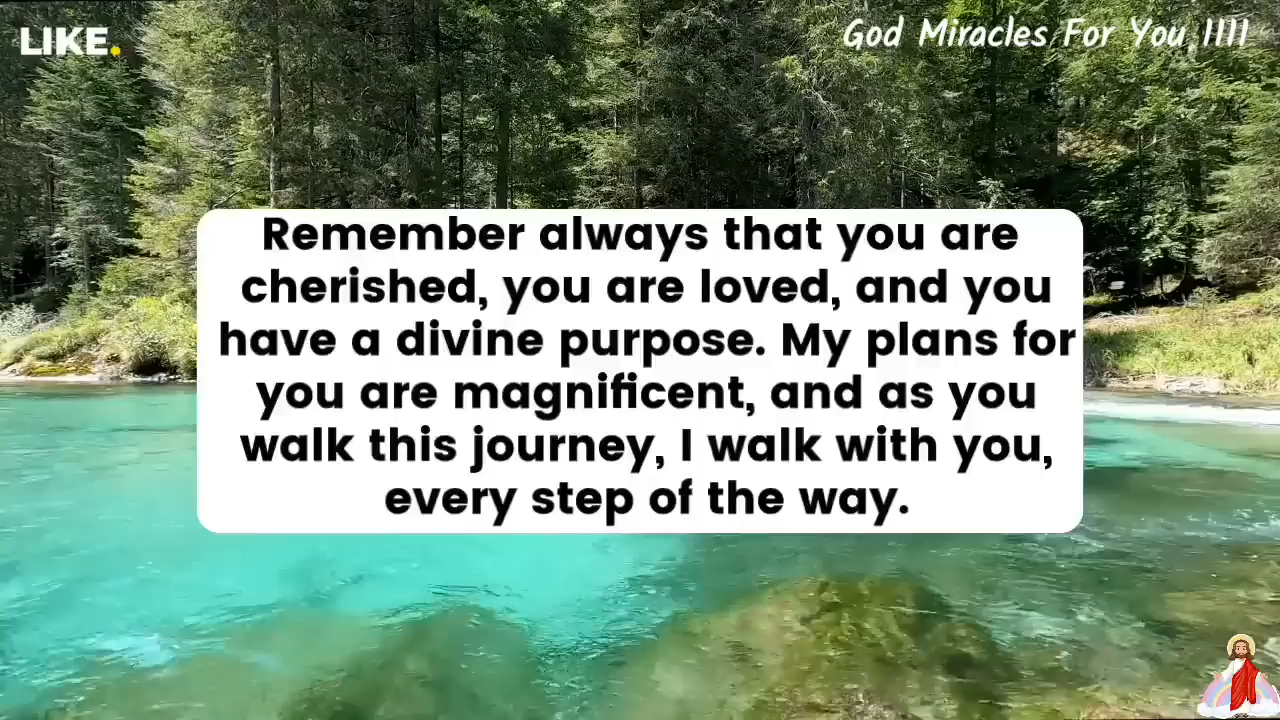 LIKE.
God Miracles For You 1111
Remember always that you are
cherished, you are loved, and you
have a divine purpose. My plans for
you are magnificent, and as you
walk this journey, I walk with you,
every step of the way.